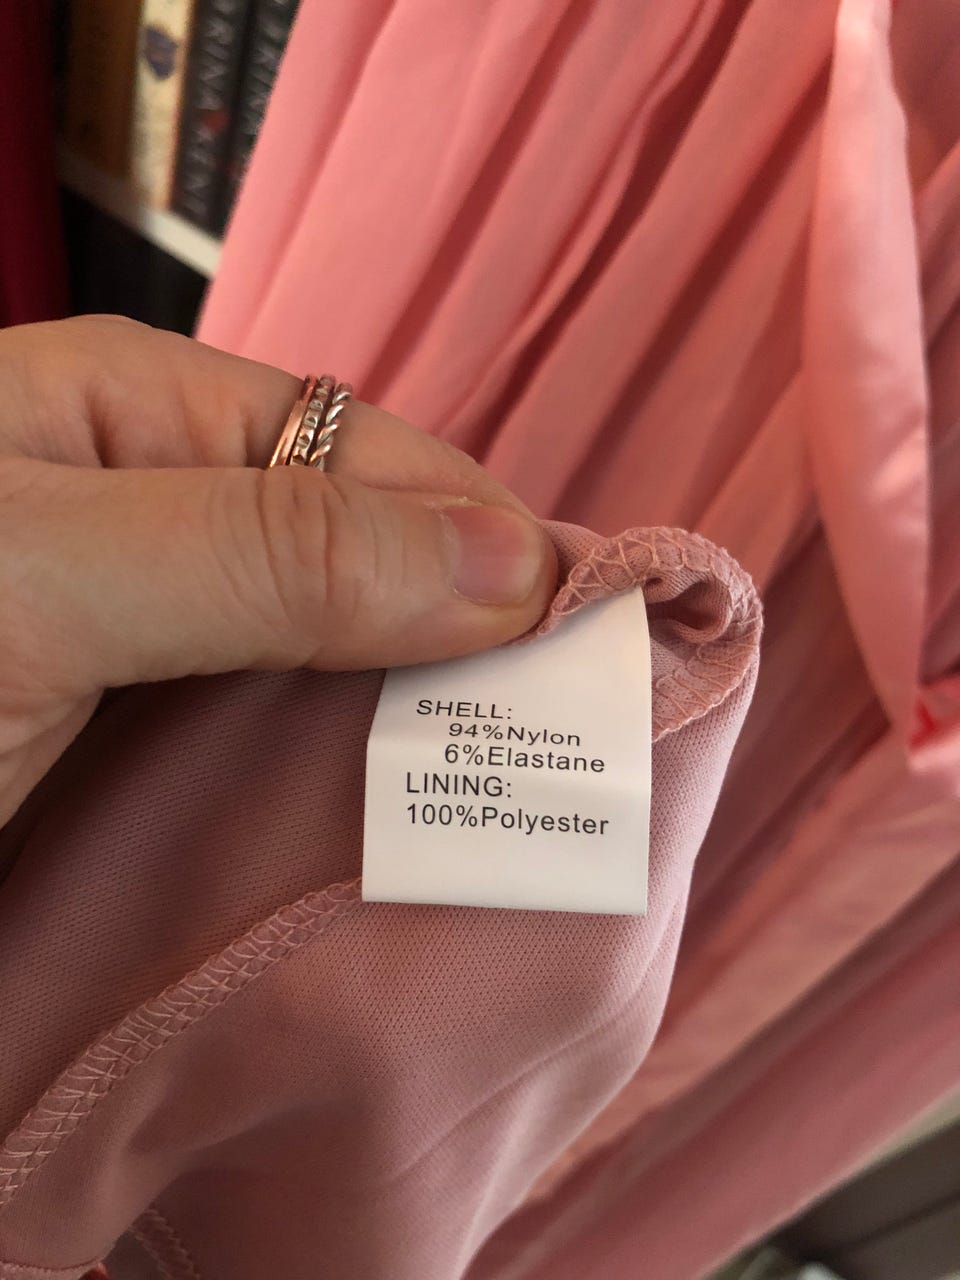 SHELL:
94%Nylon
6%Elastane
LINING:
100%Polyester